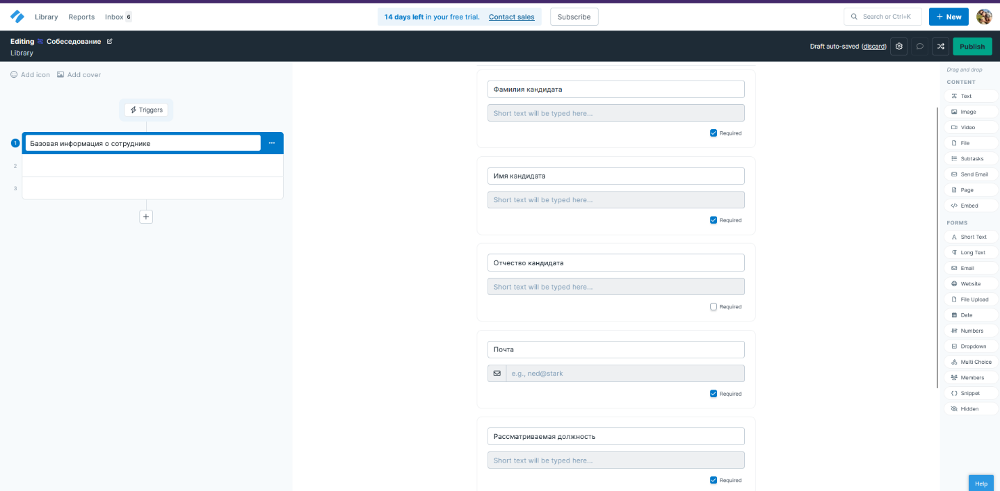 Library Reports Inbox 6
14 days left in your free trial. Contact sales Subscribe
Search or Ctrl+K
+ New
Editing Собеседование
Library
Draft auto-saved (discard)
Publish
Add icon Add cover
Triggers
1 Базовая информация о сотруднике ...
2
3
+
Фамилия кандидата
Short text will be typed here...
Required
Имя кандидата
Short text will be typed here...
Required
Отчество кандидата
Short text will be typed here...
Required
Почта
e.g., ned@stark
Required
Рассматриваемая должность
Short text will be typed here...
Required
Drag and drop
CONTENT
Text
Image
Video
File
Subtasks
Send Email
Page
Embed
FORMS
Short Text
Long Text
Email
Website
File Upload
Date
Numbers
Dropdown
Multi Choice
Members
Snippet
Hidden
Help